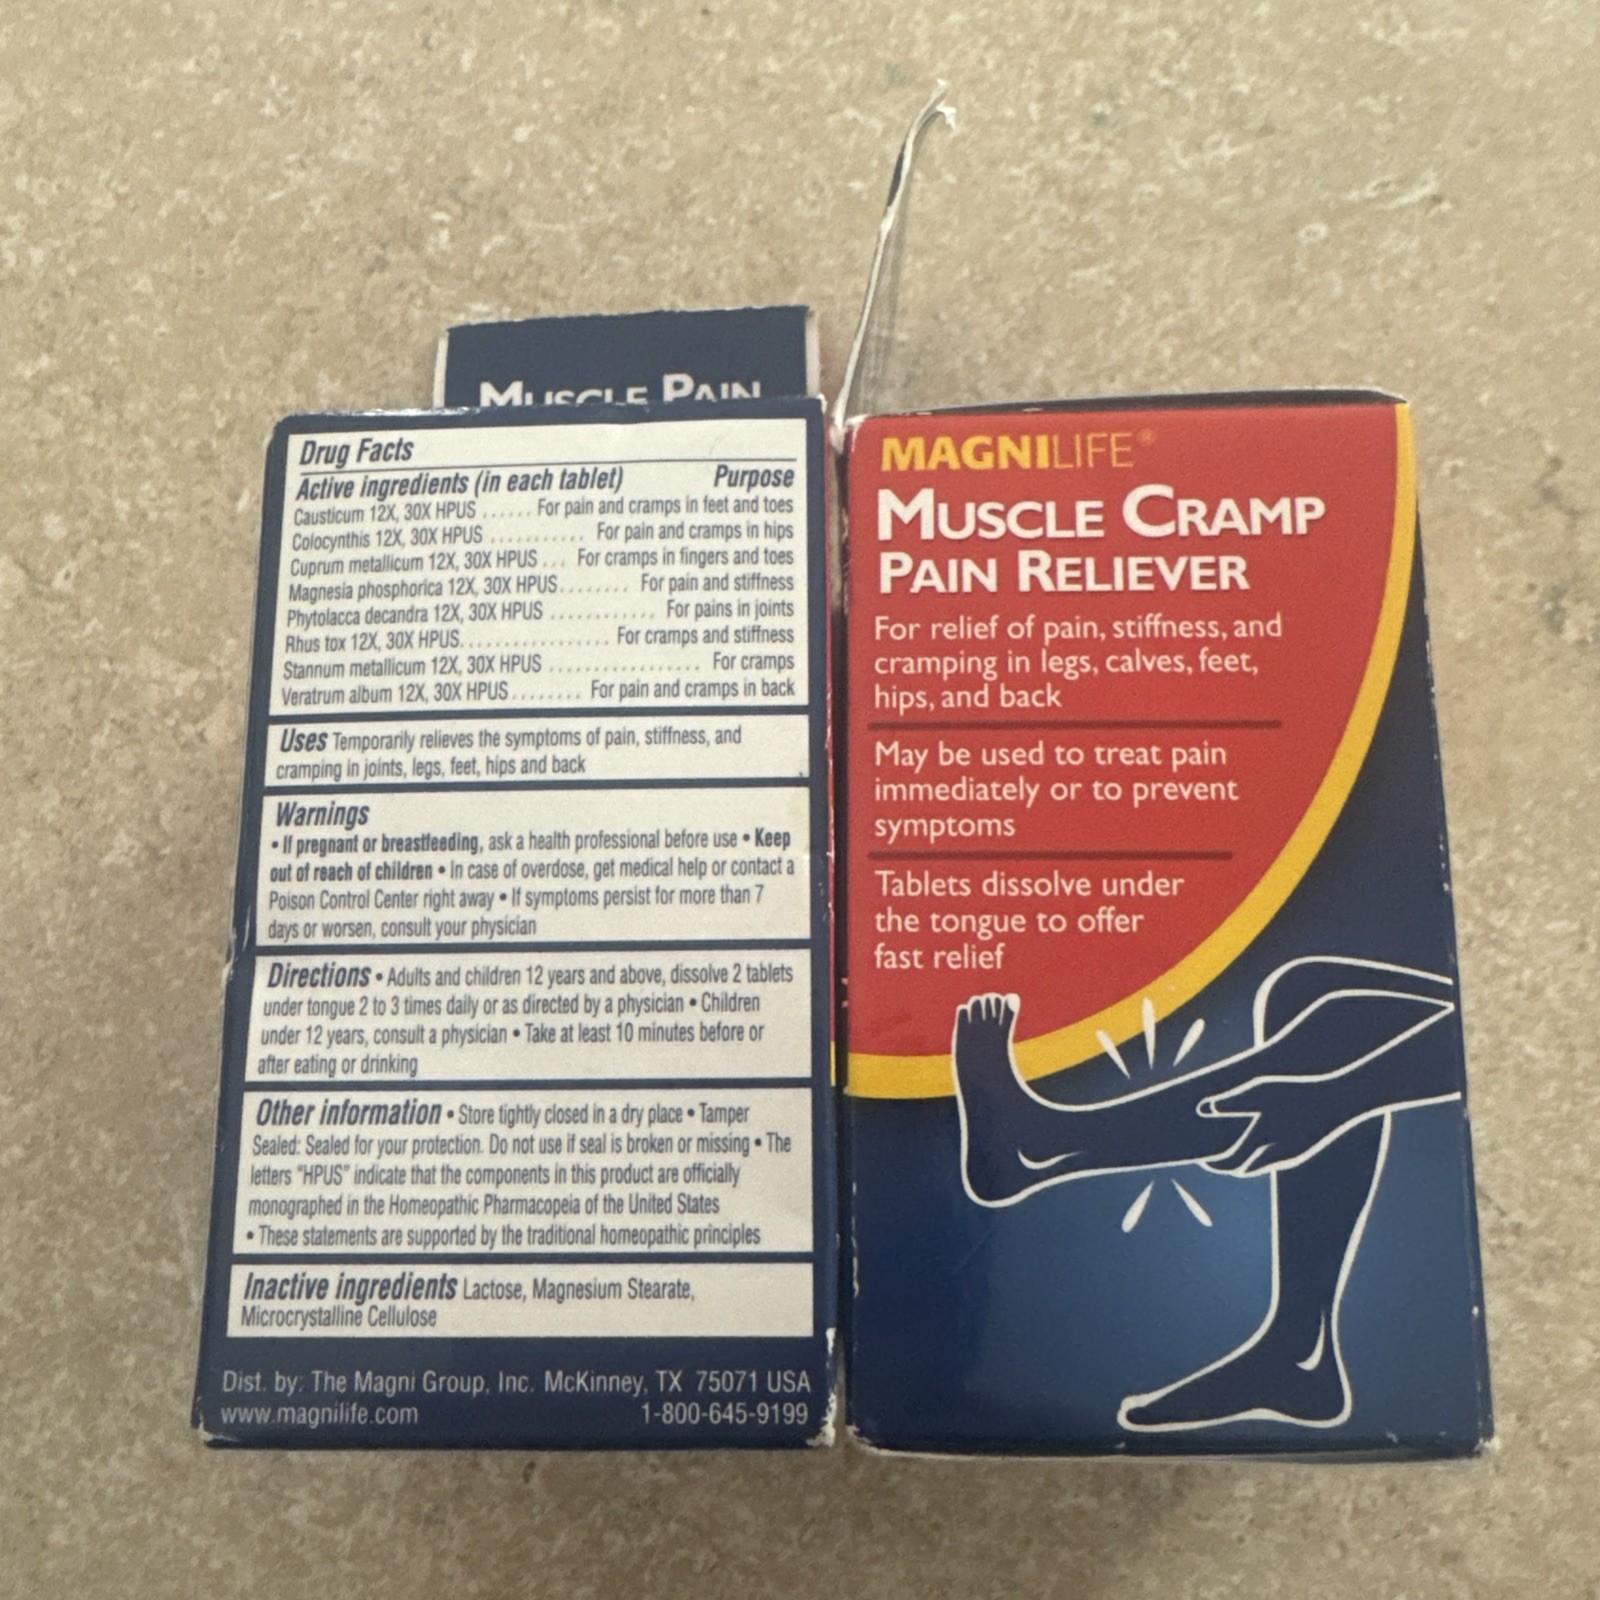 MUSCLE PAIN
Drug Facts
Active ingredients (in each tablet) Purpose
Causticum 12X, 30X HPUS ...... For pain and cramps in feet and toes
Colocynthis 12X, 30X HPUS ........... For pain and cramps in hips
Cuprum metallicum 12X, 30X HPUS ... For cramps in fingers and toes
Magnesia phosphorica 12X, 30X HPUS........ For pain and stiffness
Phytolacca decandra 12X, 30X HPUS ............ For pains in joints
Rhus tox 12X, 30X HPUS................. For cramps and stiffness
Stannum metallicum 12X, 30X HPUS ................. For cramps
Veratrum album 12X, 30X HPUS........ For pain and cramps in back
Uses Temporarily relieves the symptoms of pain, stiffness, and
cramping in joints, legs, feet, hips and back
Warnings
• If pregnant or breastfeeding, ask a health professional before use • Keep
out of reach of children • In case of overdose, get medical help or contact a
Poison Control Center right away • If symptoms persist for more than 7
days or worsen, consult your physician
Directions • Adults and children 12 years and above, dissolve 2 tablets
under tongue 2 to 3 times daily or as directed by a physician • Children
under 12 years, consult a physician • Take at least 10 minutes before or
after eating or drinking
Other information • Store tightly closed in a dry place • Tamper
Sealed: Sealed for your protection. Do not use if seal is broken or missing • The
letters "HPUS" indicate that the components in this product are officially
monographed in the Homeopathic Pharmacopeia of the United States
• These statements are supported by the traditional homeopathic principles
Inactive ingredients Lactose, Magnesium Stearate,
Microcrystalline Cellulose
Dist. by: The Magni Group, Inc. McKinney, TX 75071 USA
www.magnilife.com 1-800-645-9199
MAGNILIFE®
MUSCLE CRAMP
PAIN RELIEVER
For relief of pain, stiffness, and
cramping in legs, calves, feet,
hips, and back
May be used to treat pain
immediately or to prevent
symptoms
Tablets dissolve under
the tongue to offer
fast relief